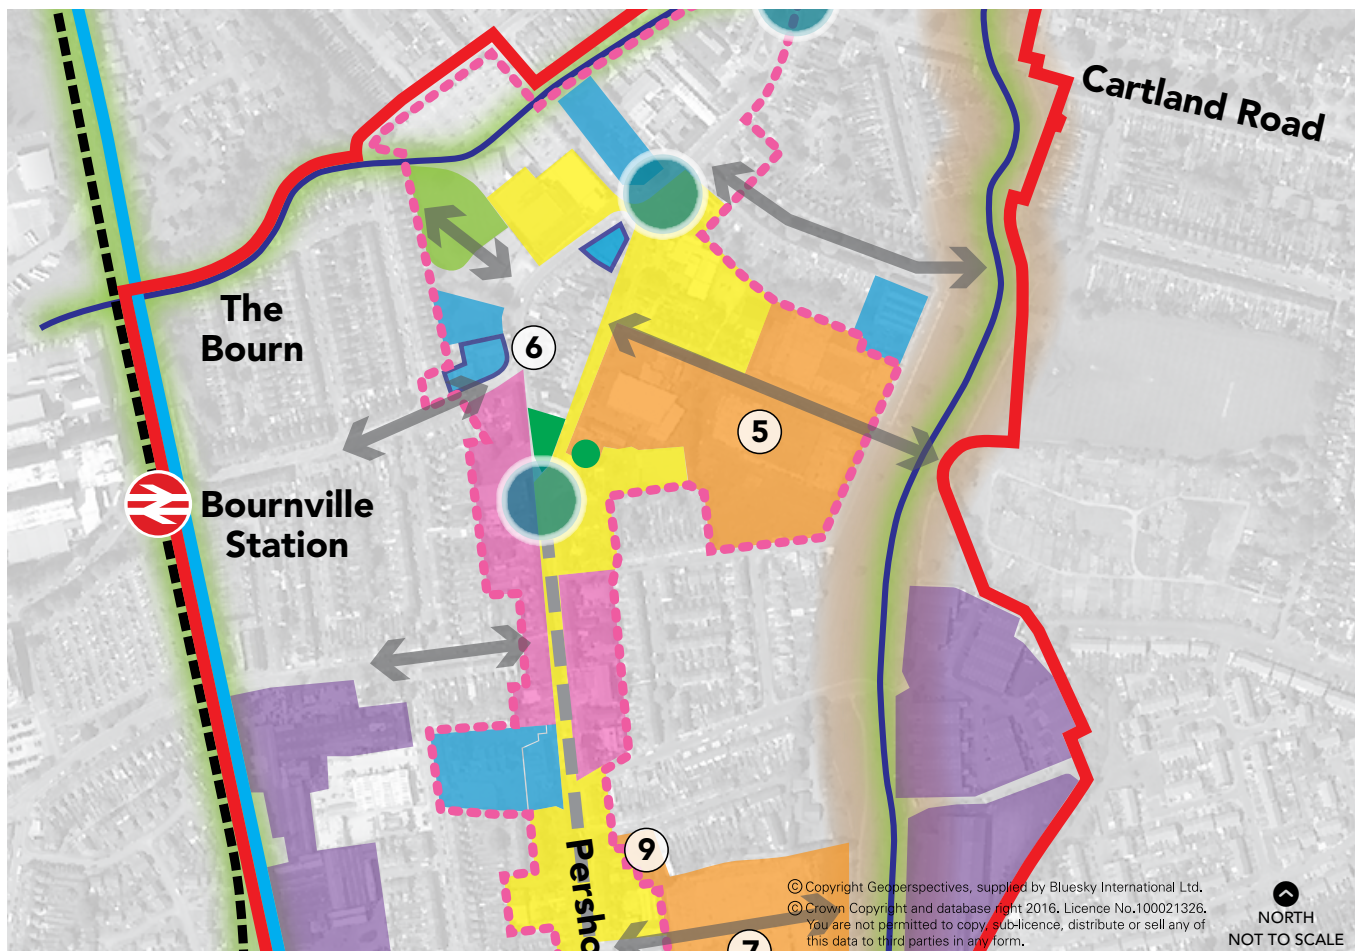 Cartland Road
The
Bourn
6
5
Bournville
Station
9
Persho
7
© Copyright Geoperspectives, supplied by Bluesky International Ltd.
© Crown Copyright and database right 2016. Licence No.100021326.
You are not permitted to copy, sub-licence, distribute or sell any of
this data to third parties in any form.
NORTH
NOT TO SCALE